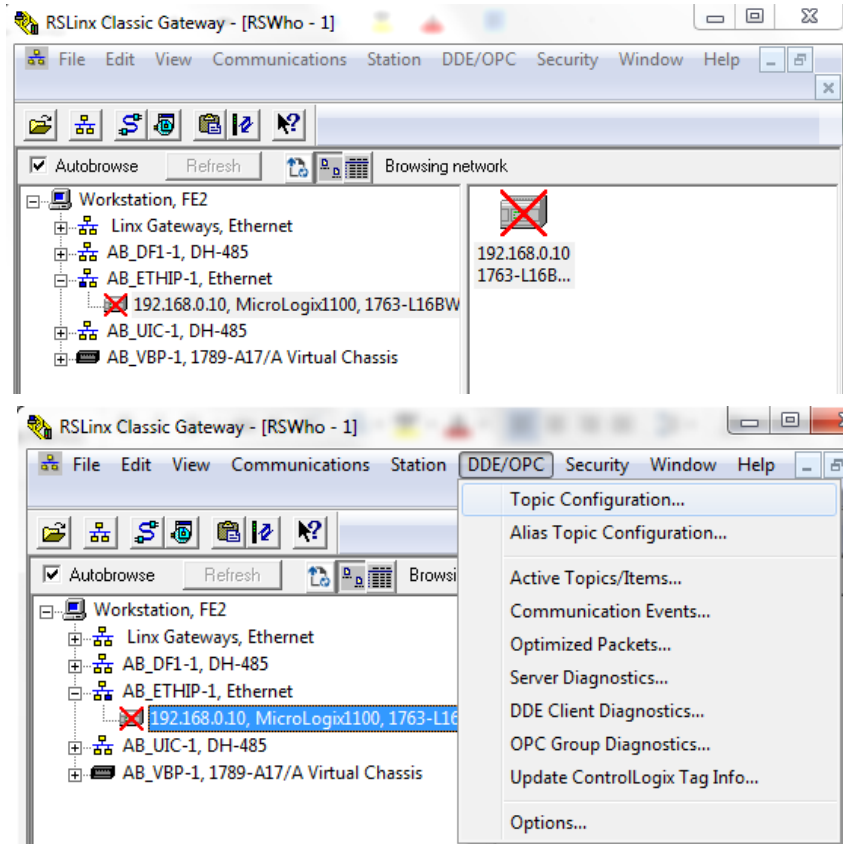 RSLinx Classic Gateway - [RSWho - 1]
File Edit View Communications Station DDE/OPC Security Window Help
Autobrowse Refresh Browsing network
Workstation, FE2
Linx Gateways, Ethernet
AB_DF1-1, DH-485
AB_ETHIP-1, Ethernet
192.168.0.10, MicroLogix1100, 1763-L16BW
AB_UIC-1, DH-485
AB_VBP-1, 1789-A17/A Virtual Chassis
192.168.0.10
1763-L16B...
RSLinx Classic Gateway - [RSWho - 1]
File Edit View Communications Station DDE/OPC Security Window Help
Autobrowse Refresh Browsi
Workstation, FE2
Linx Gateways, Ethernet
AB_DF1-1, DH-485
AB_ETHIP-1, Ethernet
192.168.0.10, MicroLogix1100, 1763-L16
AB_UIC-1, DH-485
AB_VBP-1, 1789-A17/A Virtual Chassis
Topic Configuration...
Alias Topic Configuration...
Active Topics/Items...
Communication Events...
Optimized Packets...
Server Diagnostics...
DDE Client Diagnostics...
OPC Group Diagnostics...
Update ControlLogix Tag Info...
Options...